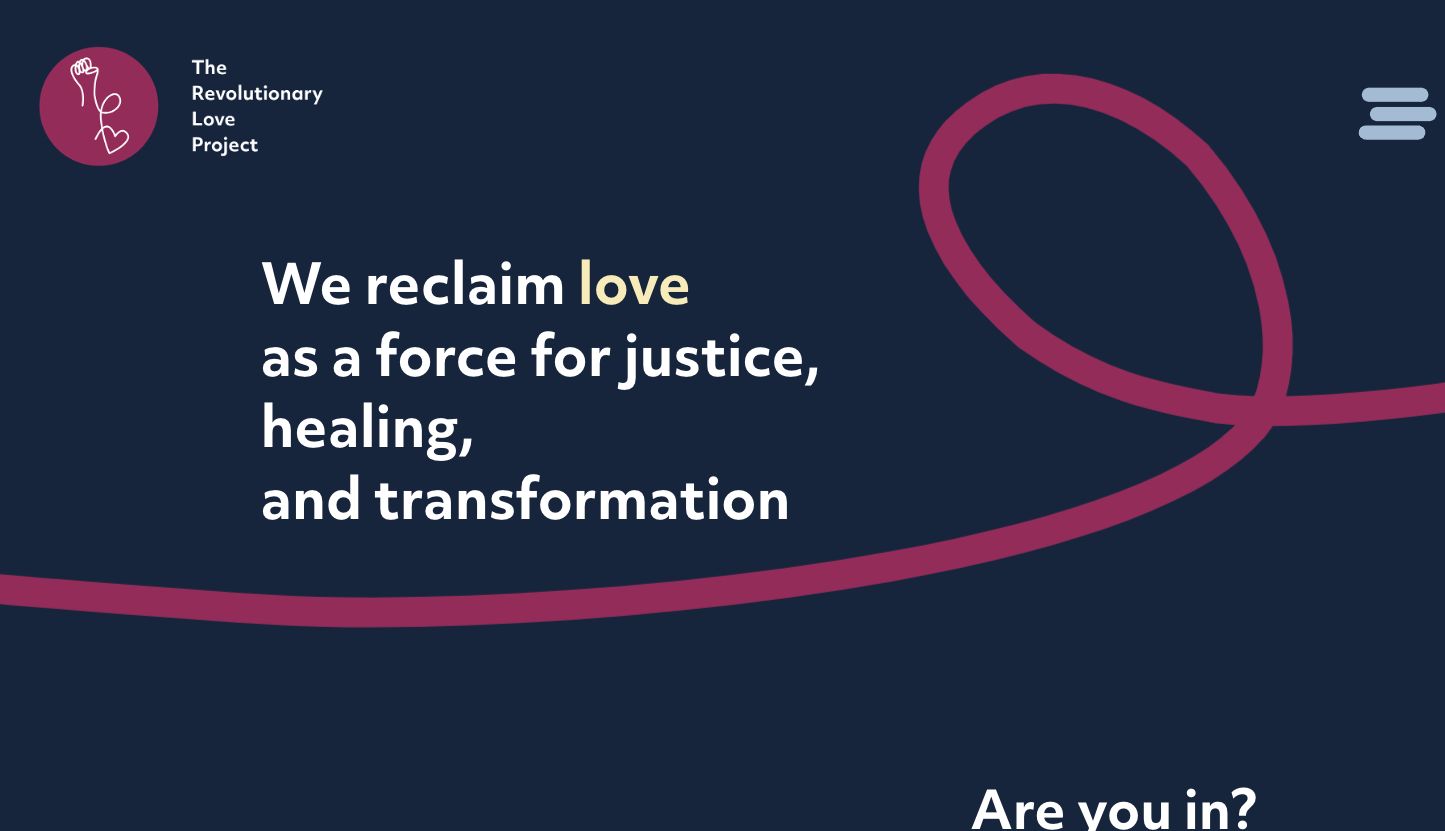 The
Revolutionary
Love
Project
We reclaim love
as a force for justice,
healing,
and transformation
Are you in?